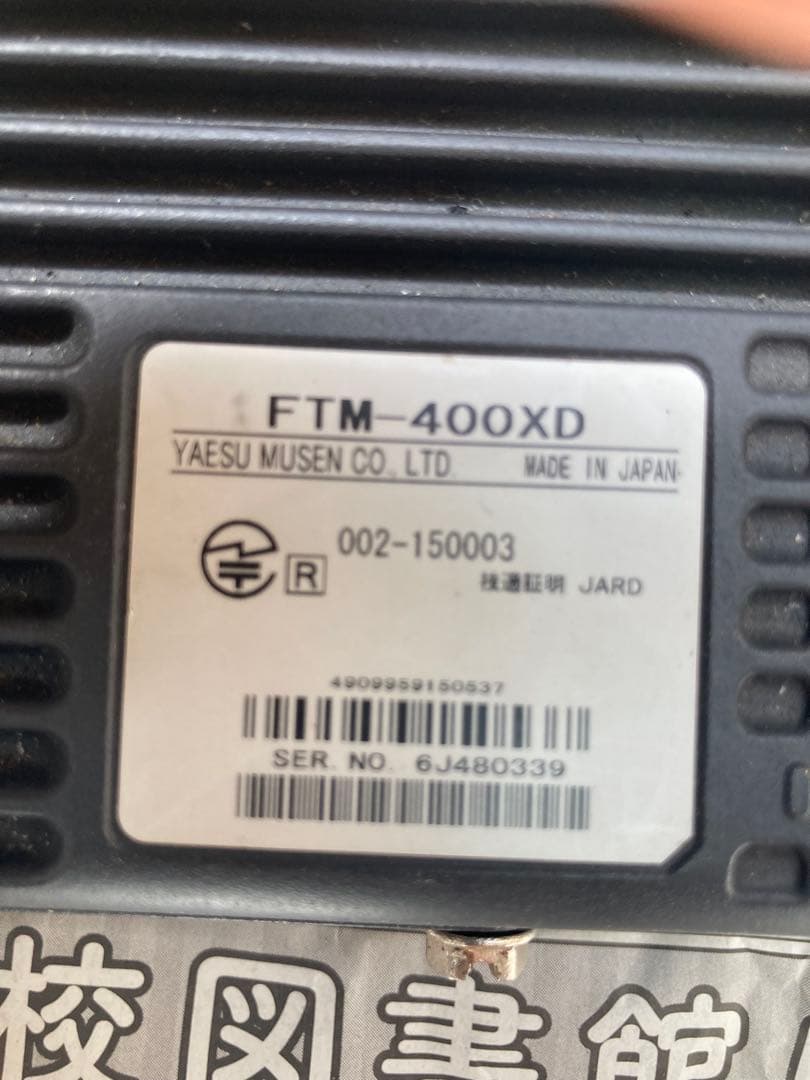 FTM-400XD
YAESU MUSEN CO., LTD. MADE IN JAPAN
R 002-150003
技適証明 JARD
4909959150537
SER. NO. 6J480339
校図書館